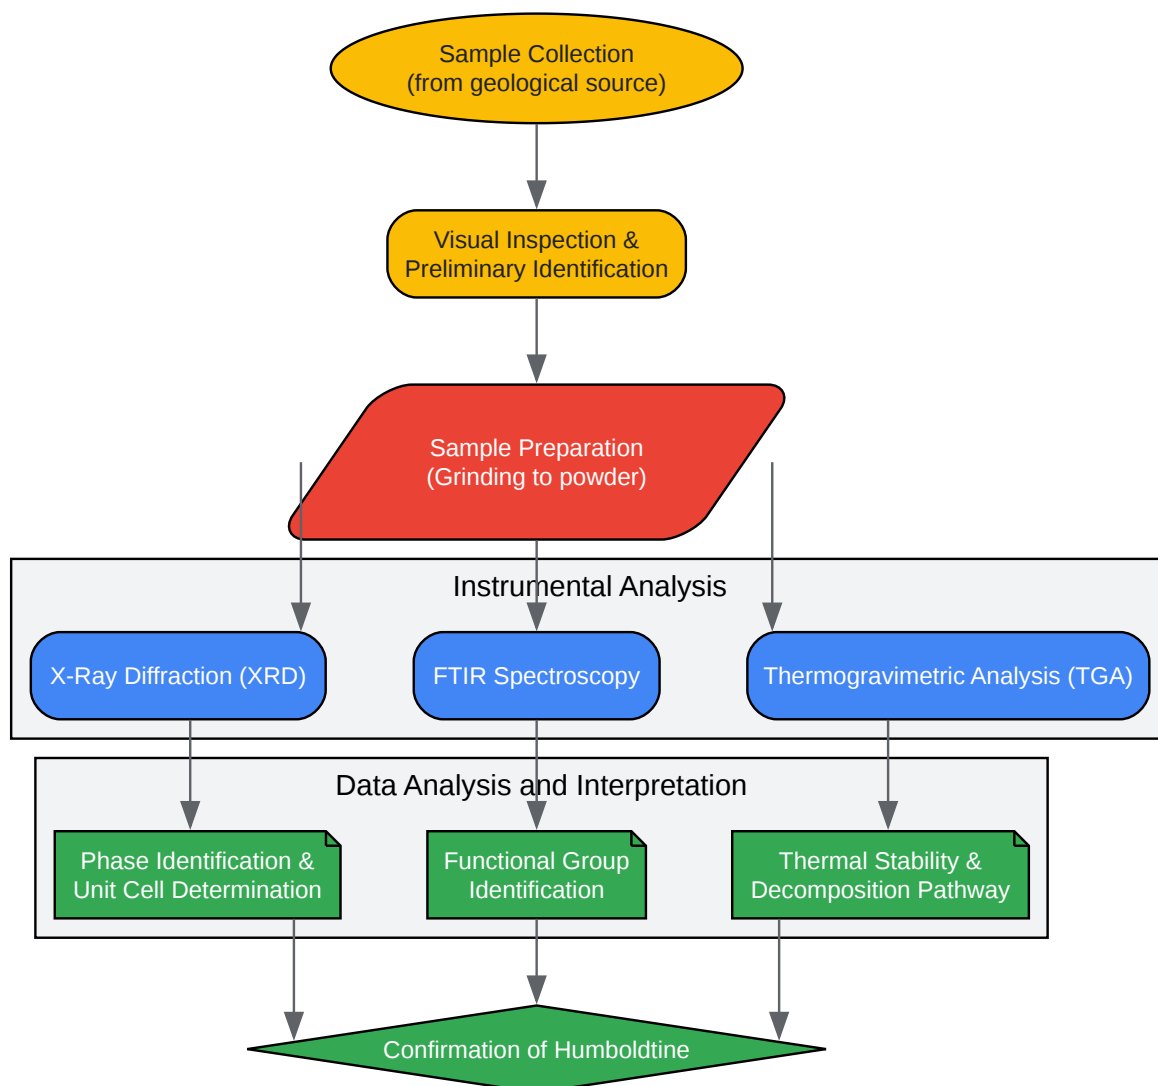 Sample Collection
(from geological source)
Visual Inspection &
Preliminary Identification
Sample Preparation
(Grinding to powder)
Instrumental Analysis
X-Ray Diffraction (XRD)
FTIR Spectroscopy
Thermogravimetric Analysis (TGA)
Data Analysis and Interpretation
Phase Identification &
Unit Cell Determination
Functional Group
Identification
Thermal Stability &
Decomposition Pathway
Confirmation of Humboldtine